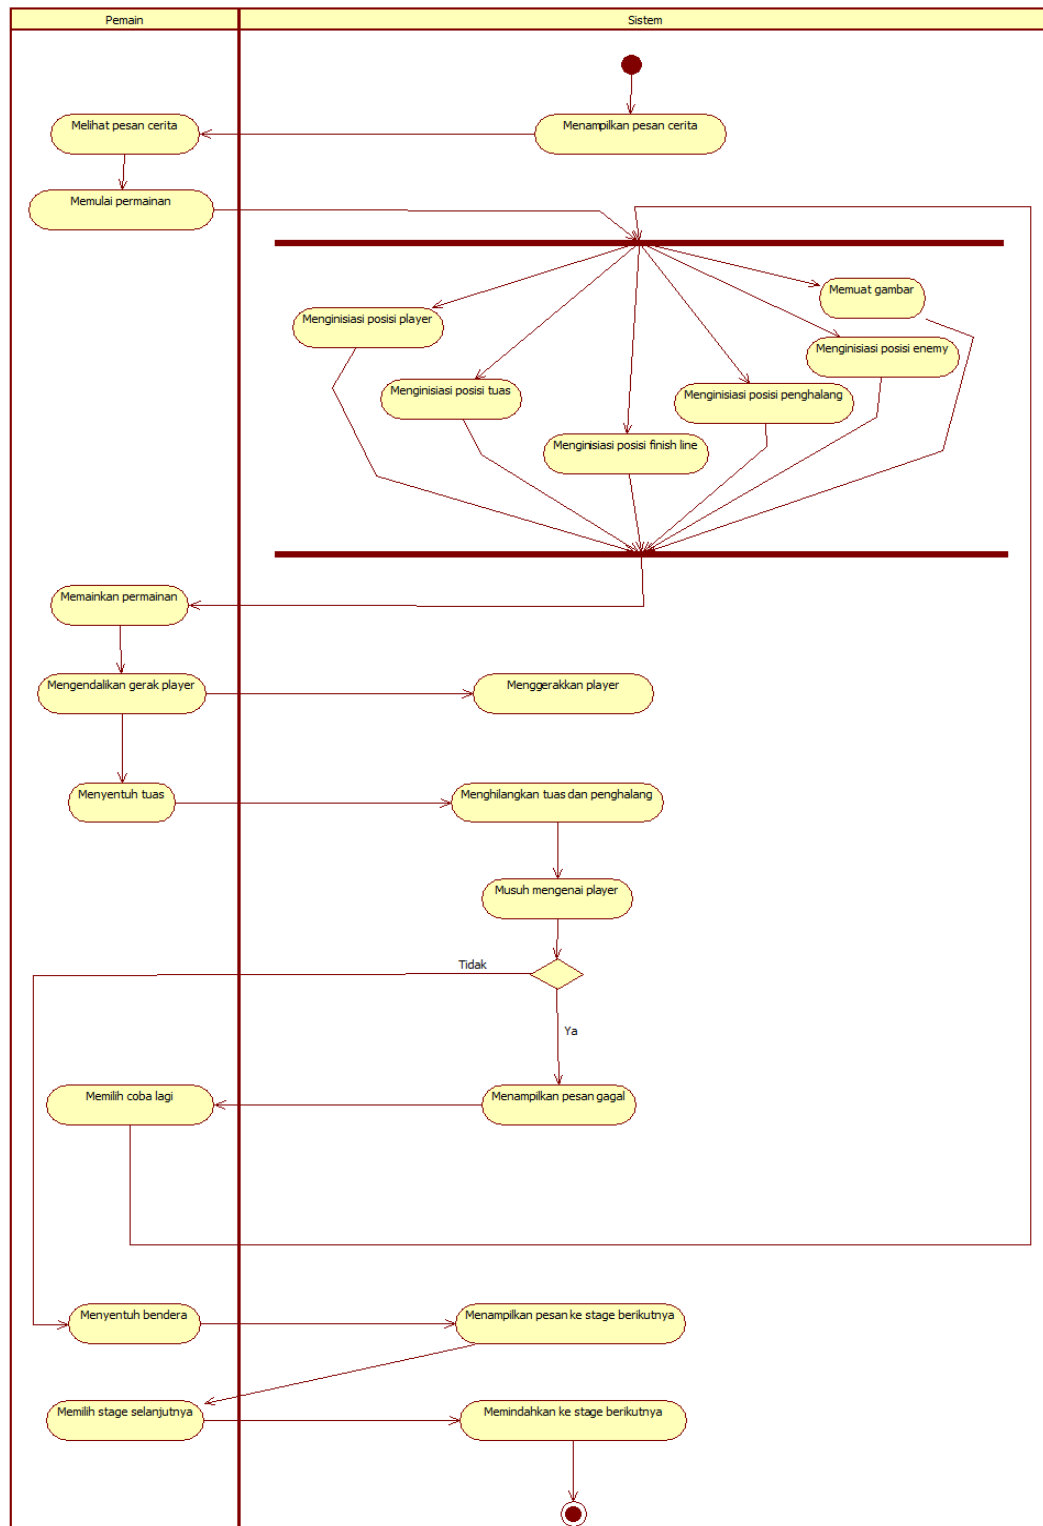 Pemain
Sistem
Menampilkan pesan cerita
Melihat pesan cerita
Memulai permainan
Memuat gambar
Menginisiasi posisi player
Menginisiasi posisi enemy
Menginisiasi posisi tuas
Menginisiasi posisi penghalang
Menginisiasi posisi finish line
Memainkan permainan
Mengendalikan gerak player
Menggerakkan player
Menyentuh tuas
Menghilangkan tuas dan penghalang
Musuh mengenai player
Tidak
Ya
Menampilkan pesan gagal
Memilih coba lagi
Menyentuh bendera
Menampilkan pesan ke stage berikutnya
Memilih stage selanjutnya
Memindahkan ke stage berikutnya